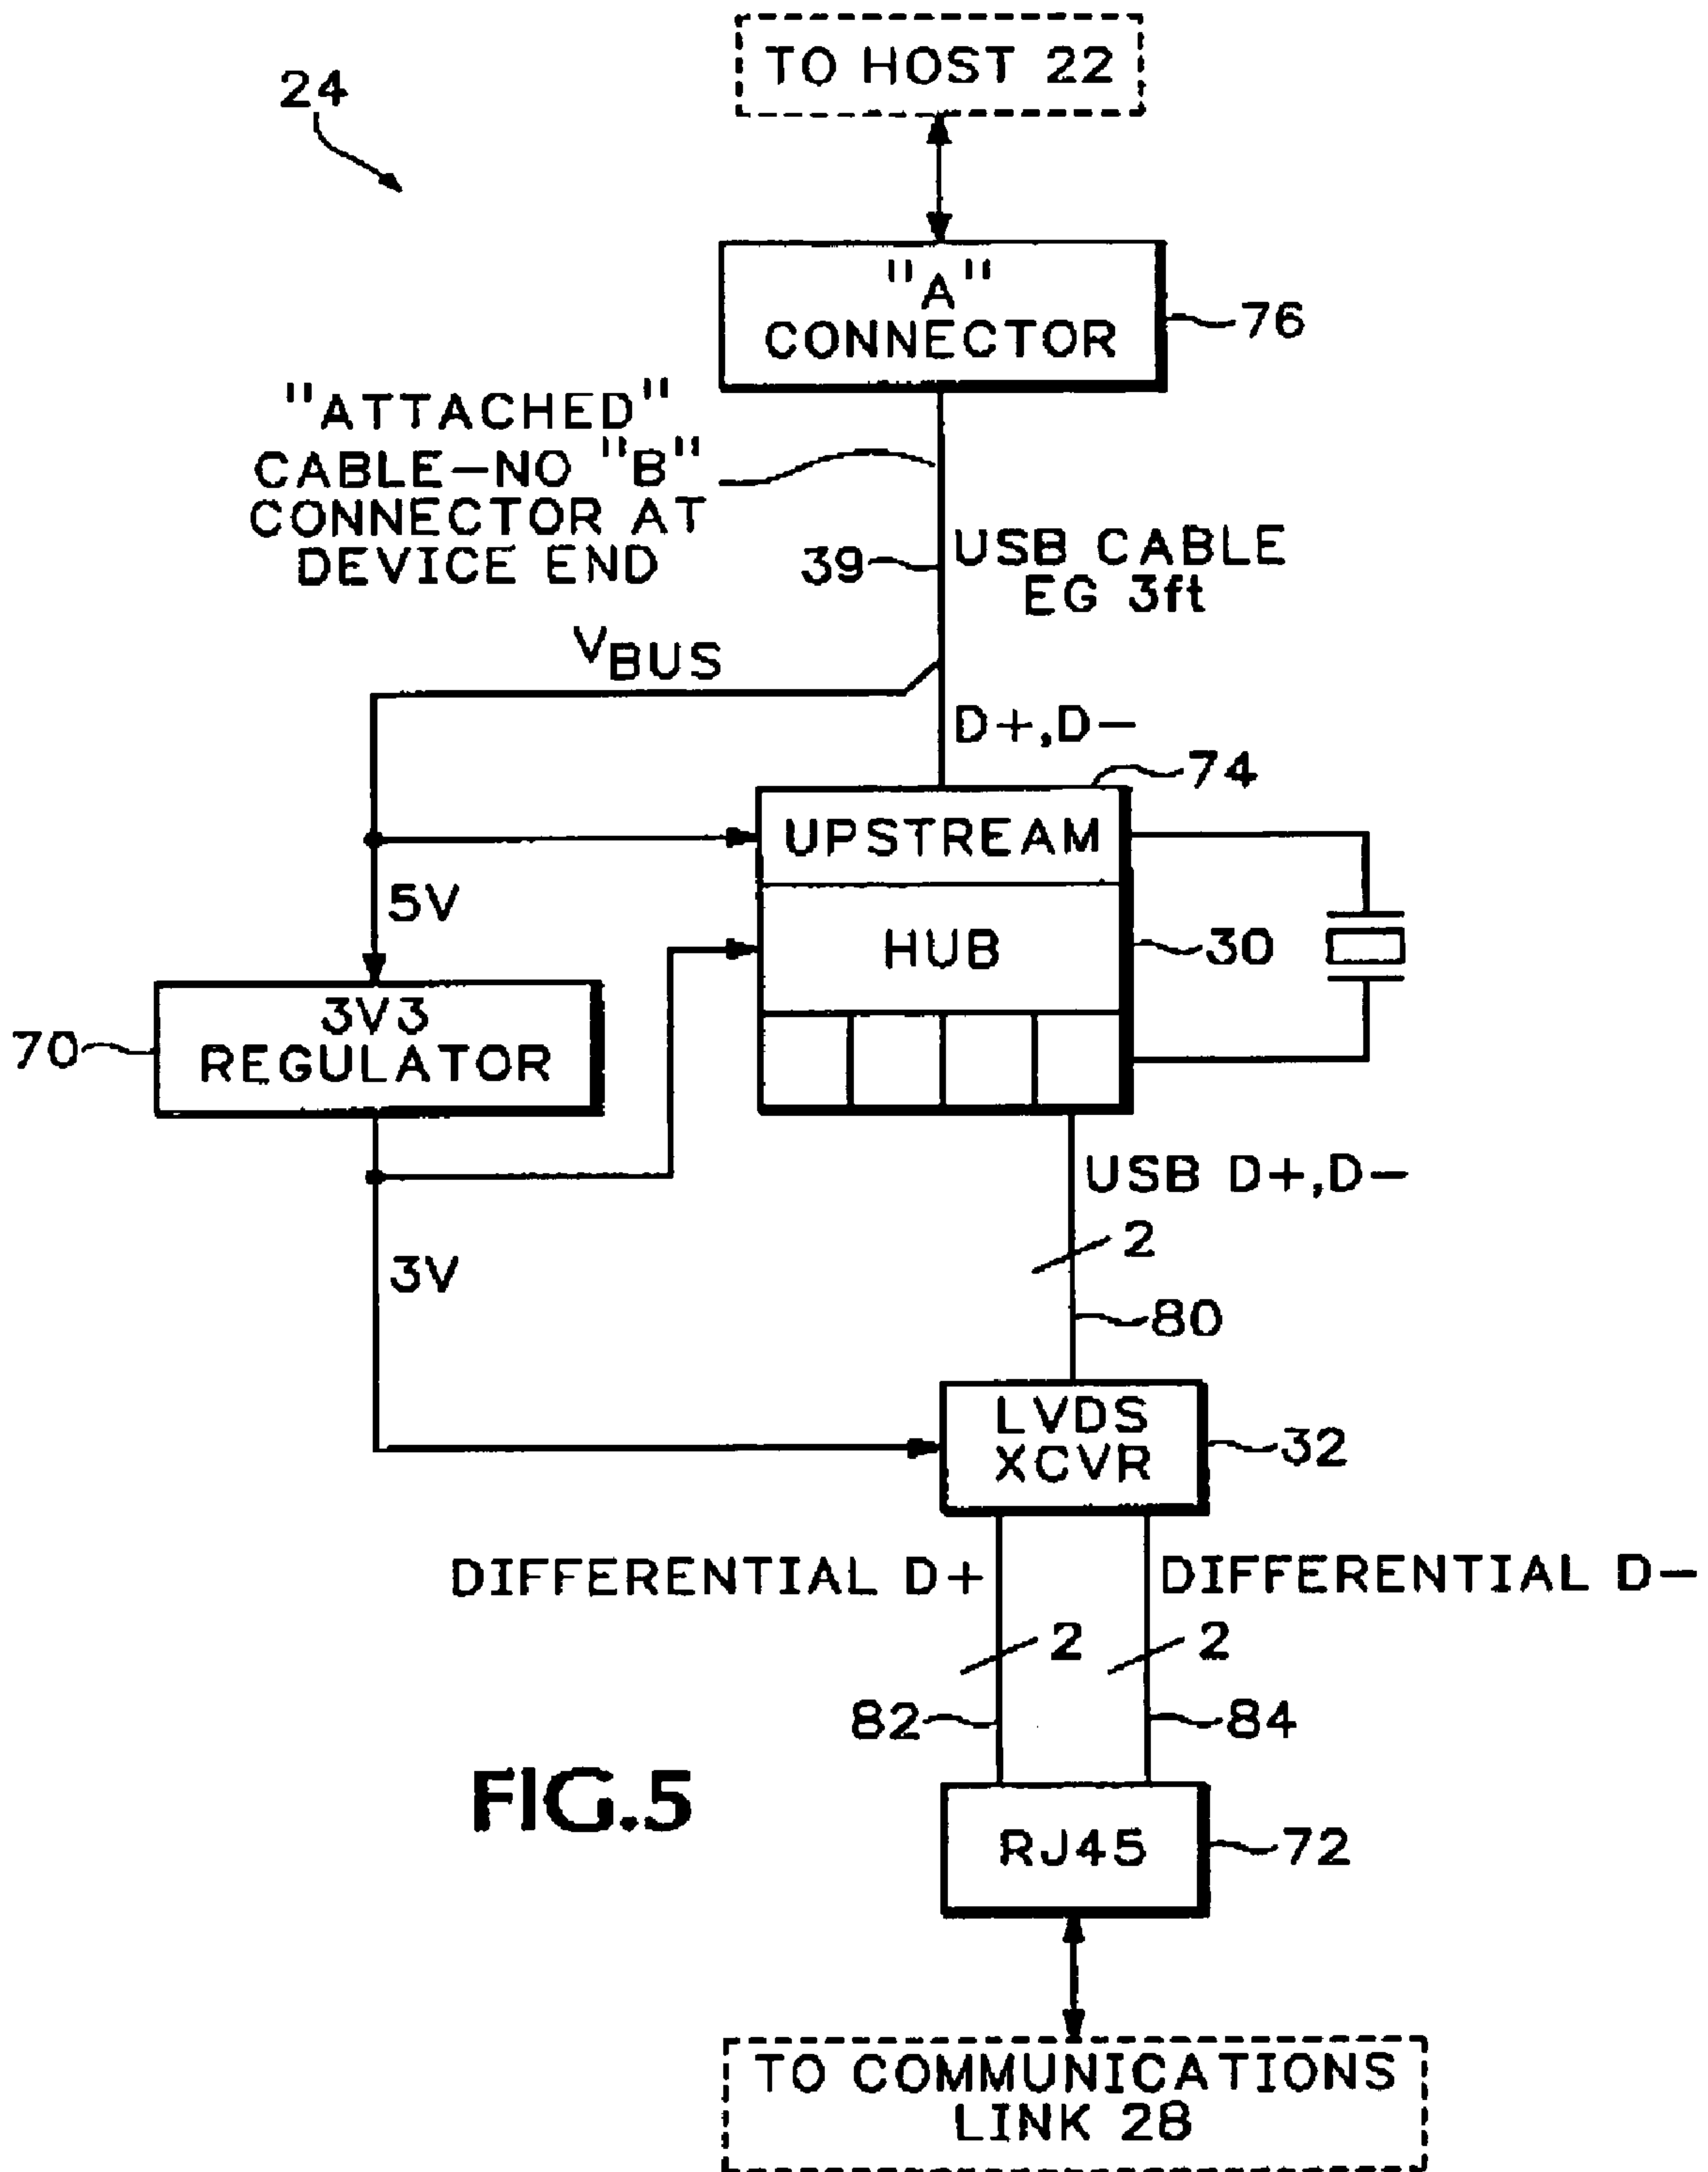 TO HOST 22
24
"A"
CONNECTOR
76
"ATTACHED"
CABLE-NO "B"
CONNECTOR AT
DEVICE END
39
USB CABLE
EG 3ft
VBUS
D+,D-
74
UPSTREAM
5V
HUB
30
3V3
REGULATOR
70
USB D+,D-
2
3V
80
LVDS
XCVR
32
DIFFERENTIAL D+
DIFFERENTIAL D-
2
2
82
84
FIG.5
RJ45
72
TO COMMUNICATIONS
LINK 28